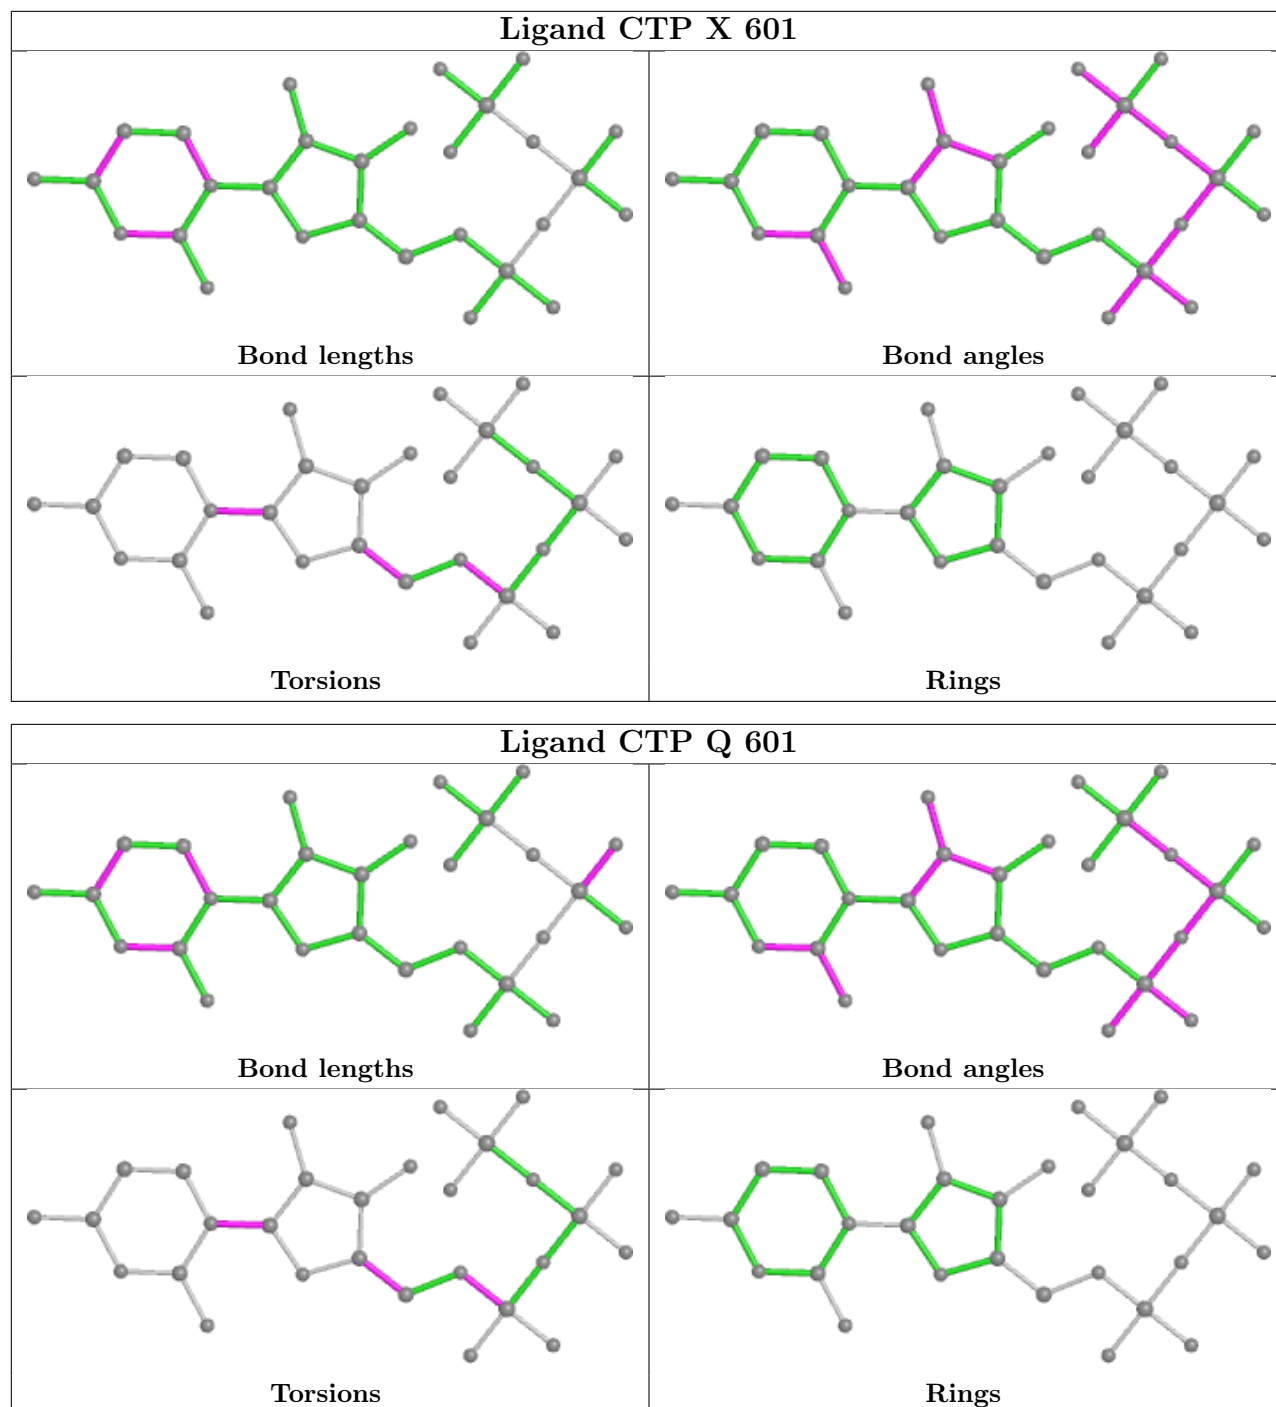 Ligand CTP X 601
Bond lengths
Bond angles
Torsions
Rings
Ligand CTP Q 601
Bond lengths
Bond angles
Torsions
Rings